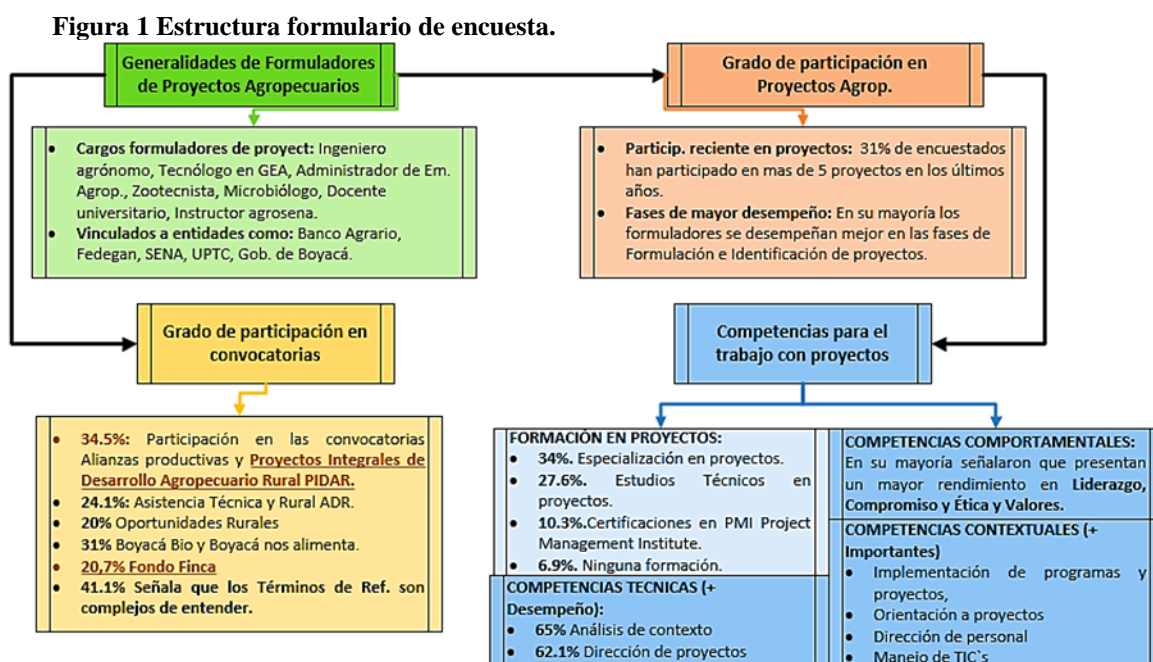 Figura 1 Estructura formulario de encuesta.
Generalidades de Formuladores
de Proyectos Agropecuarios
Grado de participación en
Proyectos Agrop.
• Cargos formuladores de proyect: Ingeniero
agrónomo, Tecnólogo en GEA, Administrador de Em.
Agrop., Zootecnista, Microbiólogo, Docente
universitario, Instructor agrosena.
• Vinculados a entidades como: Banco Agrario,
Fedegan, SENA, UPTC, Gob. de Boyacá.
• Particip. reciente en proyectos: 31% de encuestados
han participado en mas de 5 proyectos en los últimos
años.
• Fases de mayor desempeño: En su mayoría los
formuladores se desempeñan mejor en las fases de
Formulación e Identificación de proyectos.
Grado de participación en
convocatorias
Competencias para el
trabajo con proyectos
• 34.5%: Participación en las convocatorias
Alianzas productivas y Proyectos Integrales de
Desarrollo Agropecuario Rural PIDAR.
• 24.1%: Asistencia Técnica y Rural ADR.
• 20% Oportunidades Rurales
• 31% Boyacá Bio y Boyacá nos alimenta.
• 20,7% Fondo Finca
• 41.1% Señala que los Términos de Ref. son
complejos de entender.
FORMACIÓN EN PROYECTOS:
• 34%. Especialización en proyectos.
• 27.6%. Estudios Técnicos en
proyectos.
• 10.3%.Certificaciones en PMI Project
Management Institute.
• 6.9%. Ninguna formación.
COMPETENCIAS TECNICAS (+
Desempeño):
• 65% Análisis de contexto
• 62.1% Dirección de proyectos
COMPETENCIAS COMPORTAMENTALES:
En su mayoría señalaron que presentan
un mayor rendimiento en Liderazgo,
Compromiso y Ética y Valores.
COMPETENCIAS CONTEXTUALES (+
Importantes)
• Implementación de programas y
proyectos,
• Orientación a proyectos
• Dirección de personal
• Manejo de TIC`s